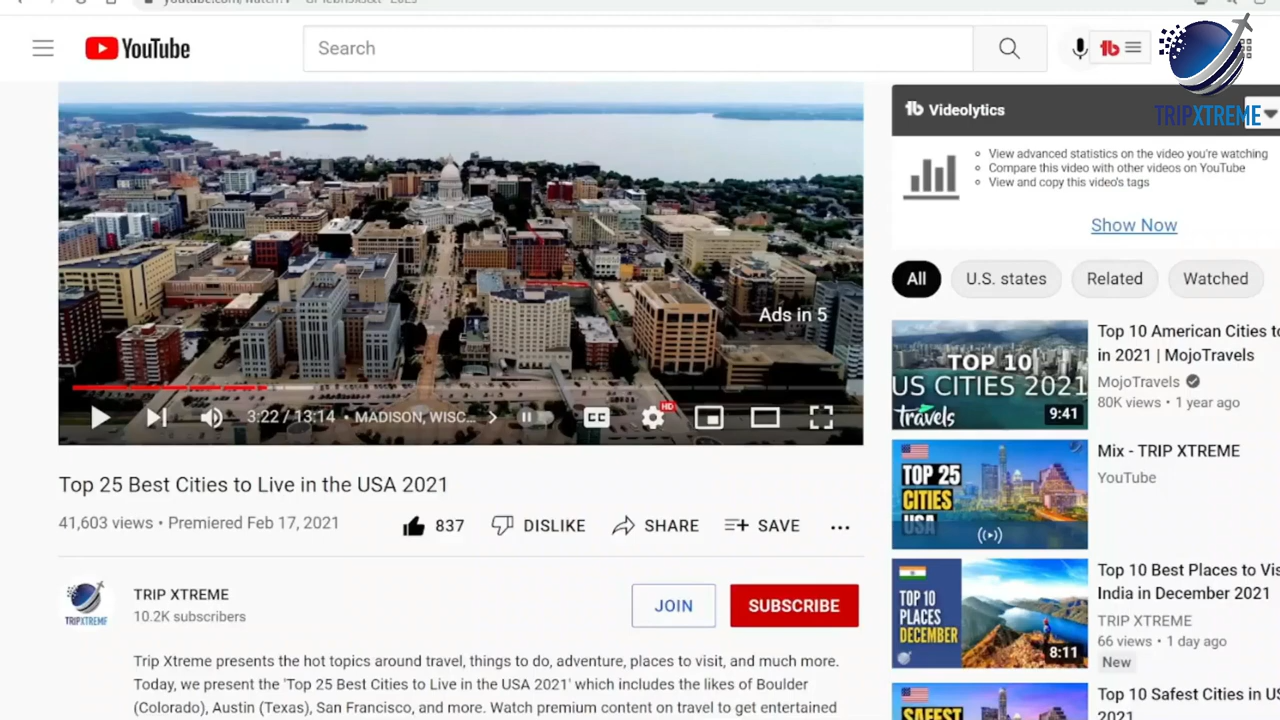 YouTube
Search
TRIPXTREME
Videolytics
View advanced statistics on the video you're watching
Compare this video with other videos on YouTube
View and copy this video's tags
Show Now
All
U.S. states
Related
Watched
Ads in 5
3:22 / 13:14 • MADISON, WISC...
CC
HD
Top 25 Best Cities to Live in the USA 2021
41,603 views • Premiered Feb 17, 2021
837
DISLIKE
SHARE
SAVE
TRIP XTREME
10.2K subscribers
JOIN
SUBSCRIBE
TRIPXTREME
Trip Xtreme presents the hot topics around travel, things to do, adventure, places to visit, and much more.
Today, we present the 'Top 25 Best Cities to Live in the USA 2021' which includes the likes of Boulder
(Colorado), Austin (Texas), San Francisco, and more. Watch premium content on travel to get entertained
TOP 10
US CITIES 2021
travels
9:41
Top 10 American Cities to
in 2021 | MojoTravels
MojoTravels
80K views • 1 year ago
TOP 25
CITIES
USA
Mix - TRIP XTREME
YouTube
TOP 10
PLACES
DECEMBER
8:11
Top 10 Best Places to Vis
India in December 2021
TRIP XTREME
66 views • 1 day ago
New
SAFEST
Top 10 Safest Cities in US
2021